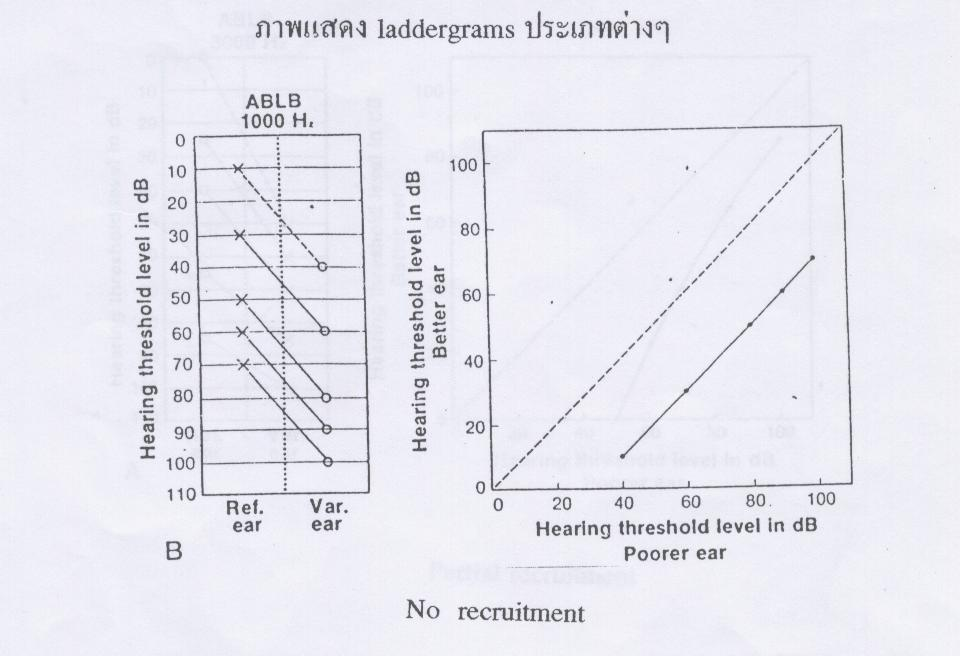 ภาพแสดง laddergrams ประเภทต่างๆ
ABLB
1000 Hz
Hearing threshold level in dB
0
10
20
30
40
50
60
70
80
90
100
110
Ref. ear
Var. ear
B
Hearing threshold level in dB
Better ear
100
80
60
40
20
0
0 20 40 60 80. 100
Hearing threshold level in dB
Poorer ear
No recruitment